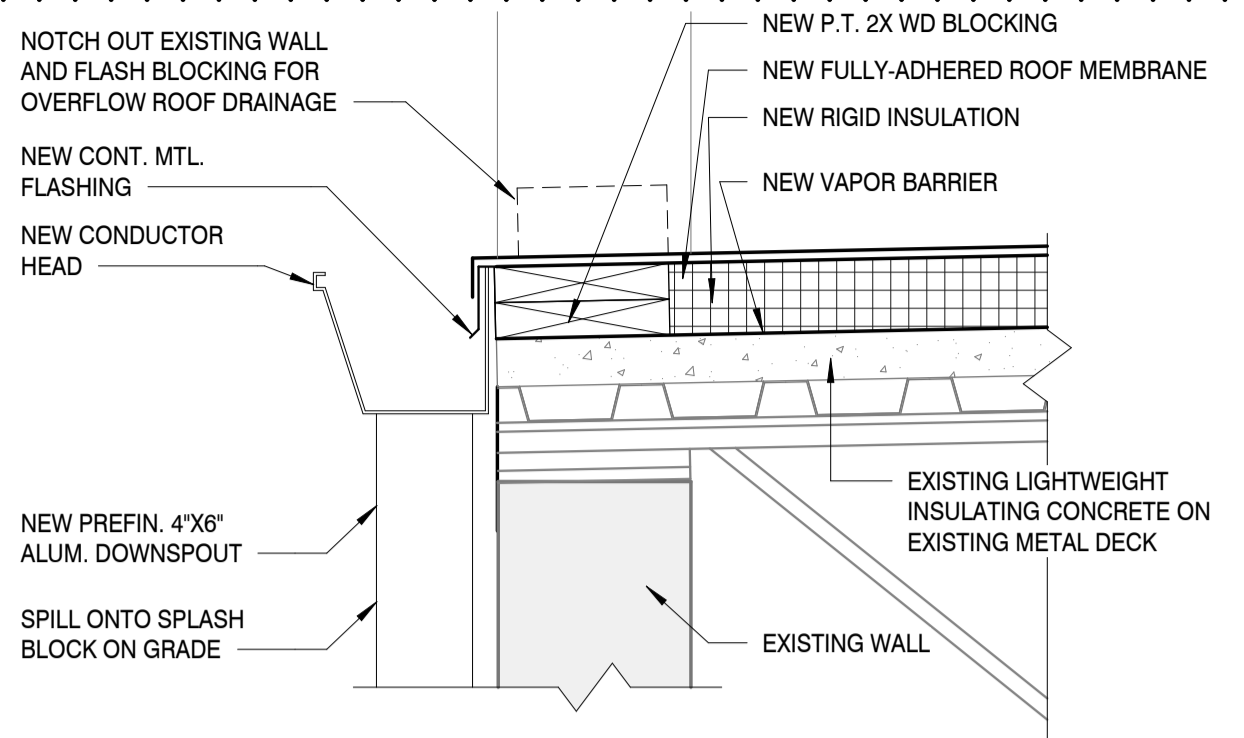 NOTCH OUT EXISTING WALL
AND FLASH BLOCKING FOR
OVERFLOW ROOF DRAINAGE
NEW CONT. MTL.
FLASHING
NEW CONDUCTOR
HEAD
NEW PREFIN. 4"X6"
ALUM. DOWNSPOUT
SPILL ONTO SPLASH
BLOCK ON GRADE
NEW P.T. 2X WD BLOCKING
NEW FULLY-ADHERED ROOF MEMBRANE
NEW RIGID INSULATION
NEW VAPOR BARRIER
EXISTING LIGHTWEIGHT
INSULATING CONCRETE ON
EXISTING METAL DECK
EXISTING WALL